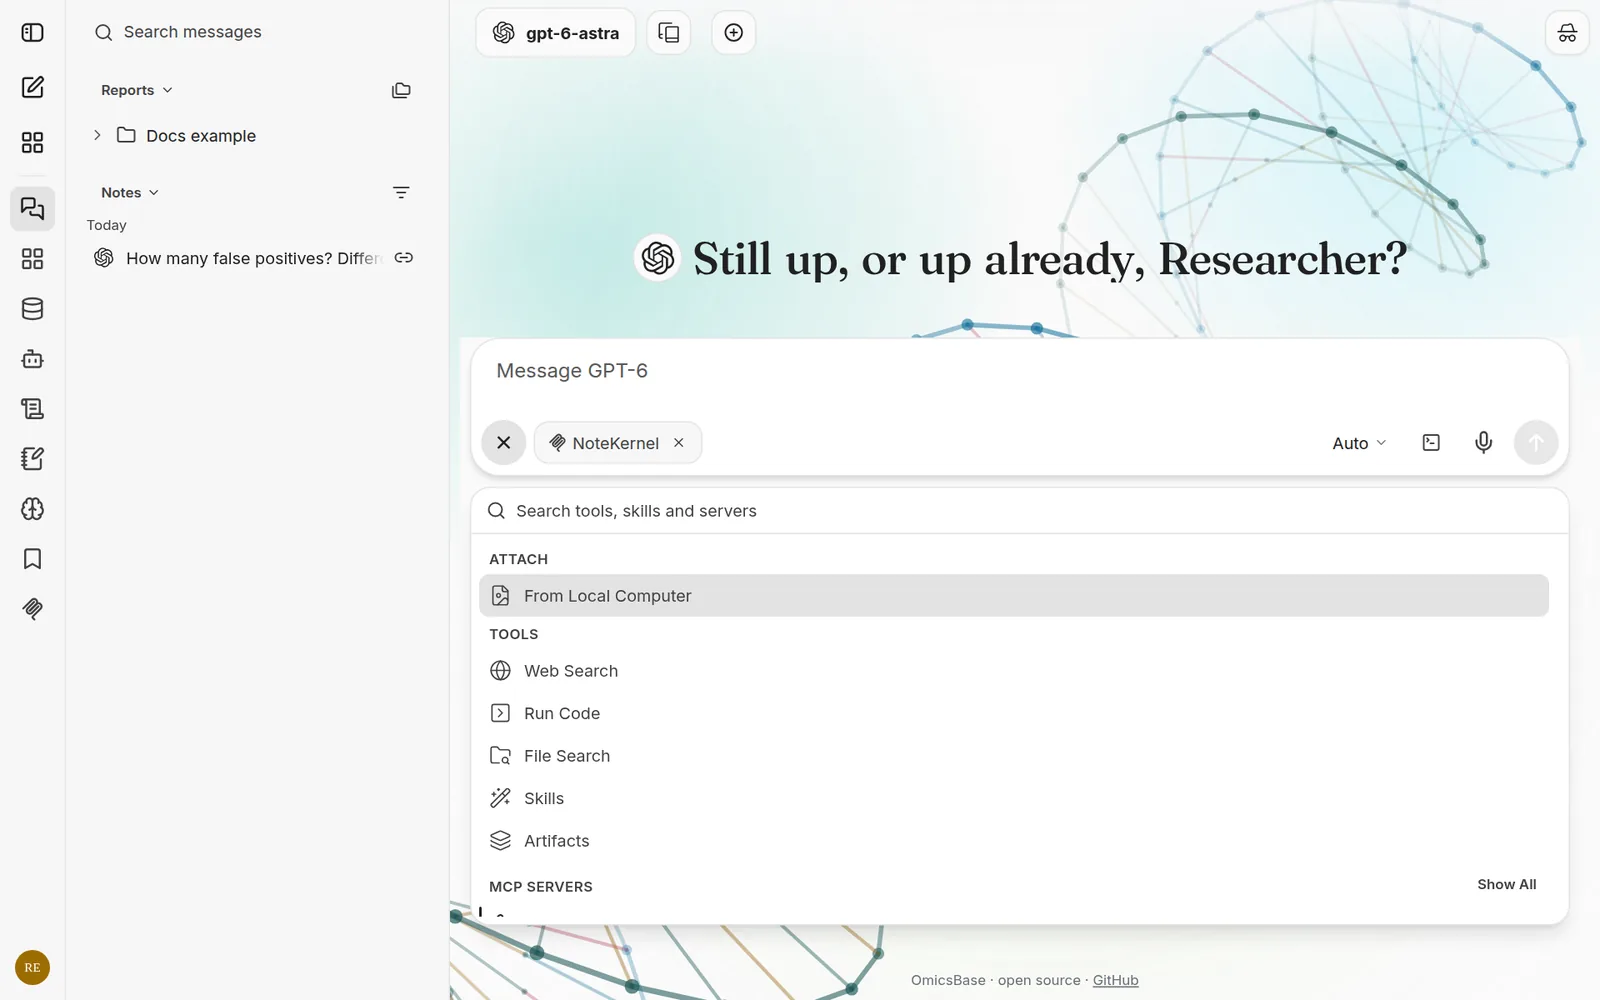 Search messages
Reports
Docs example
Notes
Today
How many false positives? Differ
RE
gpt-6-astra
Still up, or up already, Researcher?
Message GPT-6
NoteKernel
Auto
Search tools, skills and servers
ATTACH
From Local Computer
TOOLS
Web Search
Run Code
File Search
Skills
Artifacts
MCP SERVERS
Show All
OmicsBase · open source · GitHub